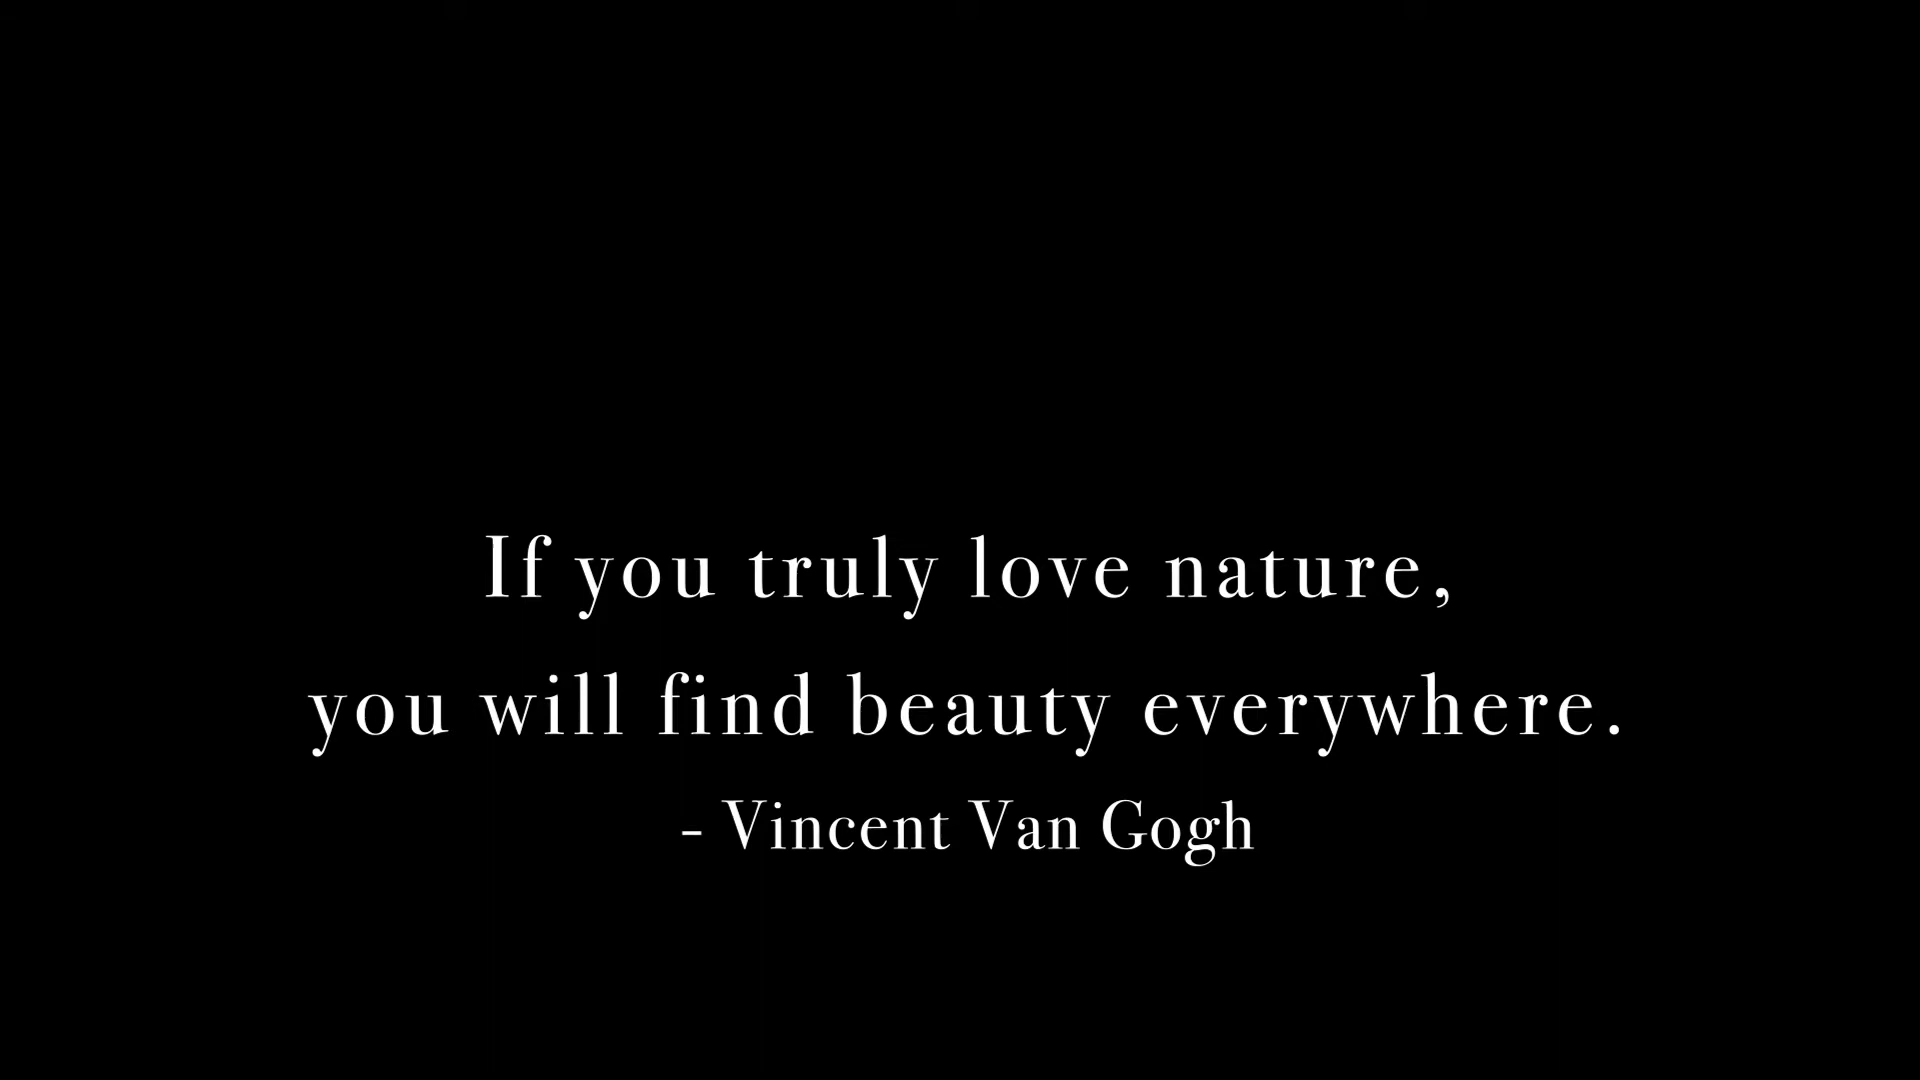 If you truly love nature,
you will find beauty everywhere.
- Vincent Van Gogh